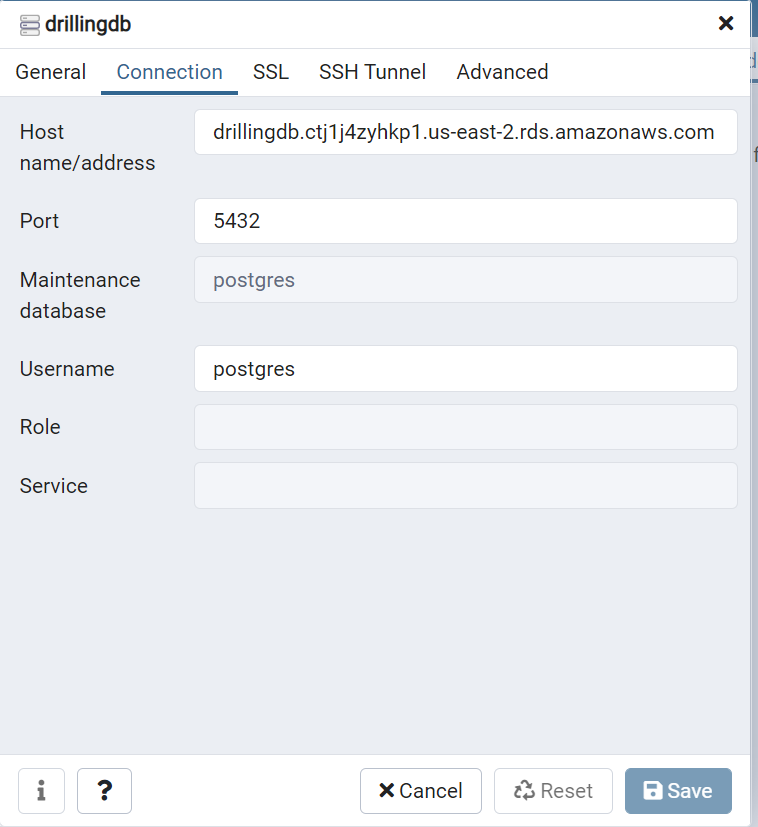 drillingdb
General Connection SSL SSH Tunnel Advanced
Host name/address
drillingdb.ctj1j4zyhkp1.us-east-2.rds.amazonaws.com
Port
5432
Maintenance database
postgres
Username
postgres
Role
Service
i ? Cancel Reset Save